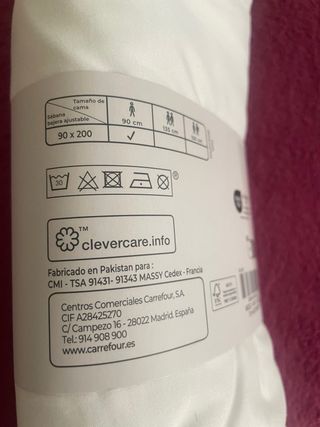 Tamaño de
cama
Sábana
bajera ajustable
90 cm
135 cm
90 x 200
✓
30
®
™
clevercare.info
Fabricado en Pakistan para :
CMI - TSA 91431- 91343 MASSY Cedex - Francia
Centros Comerciales Carrefour, S.A.
CIF A28425270
C/ Campezo 16 - 28022 Madrid. España
Tel.: 914 908 900
www.carrefour.es
FSC